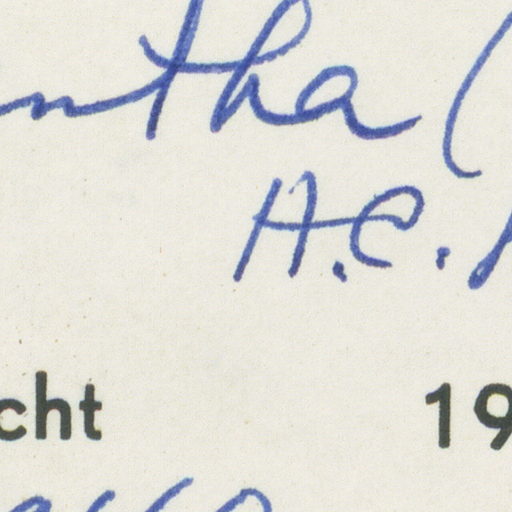 ntha (
H.C.
cht 19